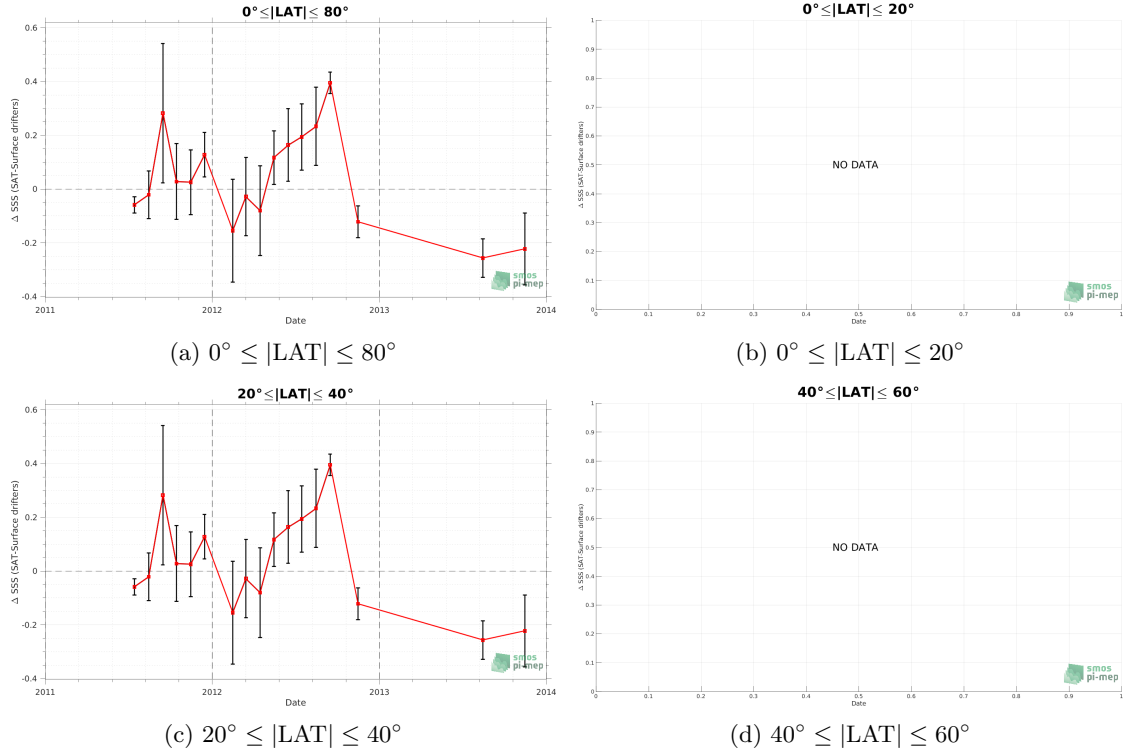 0°≤|LAT|≤ 80°
0.6
0.4
0.2
0
-0.2
-0.4
Δ SSS (SAT-Surface drifters)
2011
2012
2013
2014
Date
smos
pi-mep
(a) 0° ≤ |LAT| ≤ 80°
0°≤|LAT|≤ 20°
1
0.9
0.8
0.7
0.6
0.5
0.4
0.3
0.2
0.1
0
Δ SSS (SAT-Surface drifters)
NO DATA
0
0.1
0.2
0.3
0.4
0.5
0.6
0.7
0.8
0.9
1
Date
smos
pi-mep
(b) 0° ≤ |LAT| ≤ 20°
20°≤|LAT|≤ 40°
0.6
0.4
0.2
0
-0.2
-0.4
Δ SSS (SAT-Surface drifters)
2011
2012
2013
2014
Date
smos
pi-mep
(c) 20° ≤ |LAT| ≤ 40°
40°≤|LAT|≤ 60°
1
0.9
0.8
0.7
0.6
0.5
0.4
0.3
0.2
0.1
0
Δ SSS (SAT-Surface drifters)
NO DATA
0
0.1
0.2
0.3
0.4
0.5
0.6
0.7
0.8
0.9
1
Date
smos
pi-mep
(d) 40° ≤ |LAT| ≤ 60°